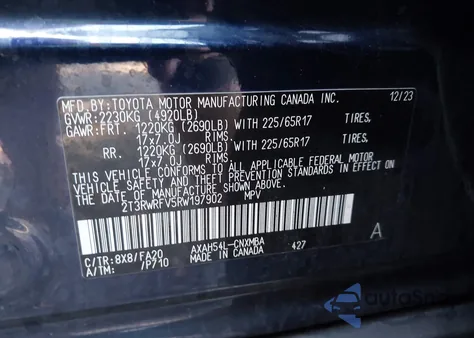 MFD.BY:TOYOTA MOTOR MANUFACTURING CANADA INC. 12/23
GVWR:2230KG (4920LB)
GAWR:FRT. 1220KG (2690LB) WITH 225/65R17 TIRES.
17x7.0J RIMS.
RR. 1220KG (2690LB) WITH 225/65R17 TIRES.
17x7.0J RIMS.
THIS VEHICLE CONFORMS TO ALL APPLICABLE FEDERAL MOTOR
VEHICLE SAFETY STANDARDS IN EFFECT ON
THE DATE OF MANUFACTURE SHOWN ABOVE.
2T3RWRFV5RW197902 MPV
C/TR:8X8/FA20 AXAH54L-CNXMBA A
A/TM: /P710 MADE IN CANADA 427